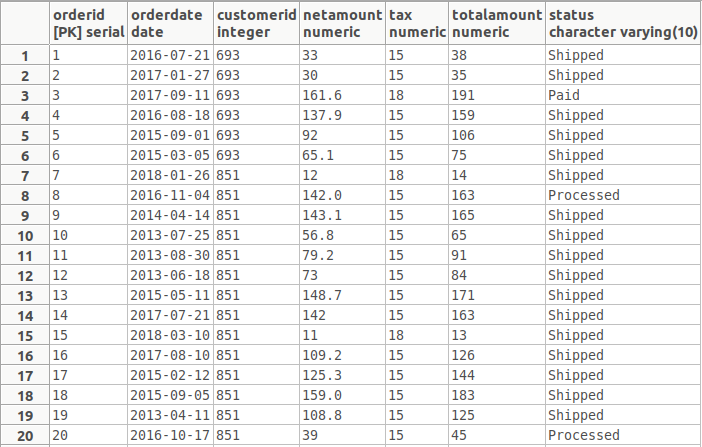 orderid orderdate customerid netamount tax totalamount status
[PK] serial date integer numeric numeric numeric character varying(10)
1 1 2016-07-21 693 33 15 38 Shipped
2 2 2017-01-27 693 30 15 35 Shipped
3 3 2017-09-11 693 161.6 18 191 Paid
4 4 2016-08-18 693 137.9 15 159 Shipped
5 5 2015-09-01 693 92 15 106 Shipped
6 6 2015-03-05 693 65.1 15 75 Shipped
7 7 2018-01-26 851 12 18 14 Shipped
8 8 2016-11-04 851 142.0 15 163 Processed
9 9 2014-04-14 851 143.1 15 165 Shipped
10 10 2013-07-25 851 56.8 15 65 Shipped
11 11 2013-08-30 851 79.2 15 91 Shipped
12 12 2013-06-18 851 73 15 84 Shipped
13 13 2015-05-11 851 148.7 15 171 Shipped
14 14 2017-07-21 851 142 15 163 Shipped
15 15 2018-03-10 851 11 18 13 Shipped
16 16 2017-08-10 851 109.2 15 126 Shipped
17 17 2015-02-12 851 125.3 15 144 Shipped
18 18 2015-09-05 851 159.0 15 183 Shipped
19 19 2013-04-11 851 108.8 15 125 Shipped
20 20 2016-10-17 851 39 15 45 Processed